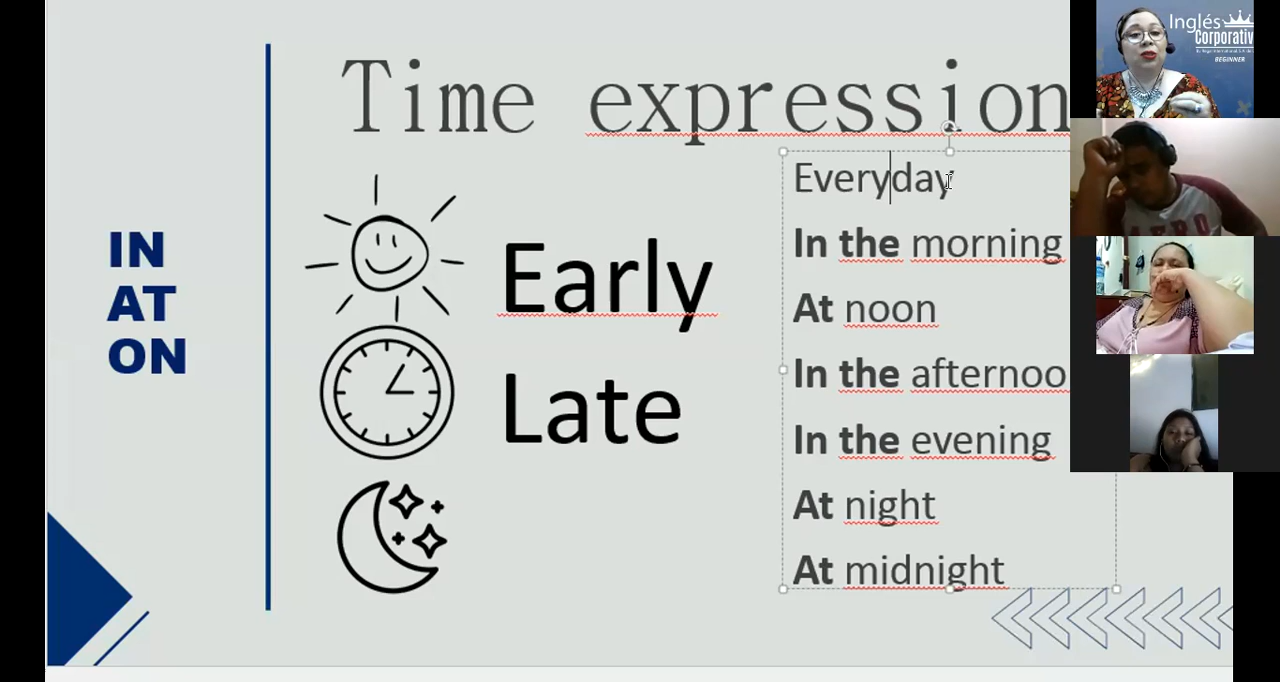 Time expression
Everyday
In the morning
At noon
In the afternoo
In the evening
At night
At midnight
Early
Late
IN
AT
ON
Inglés
Corporativ
BEGINNER
AERO